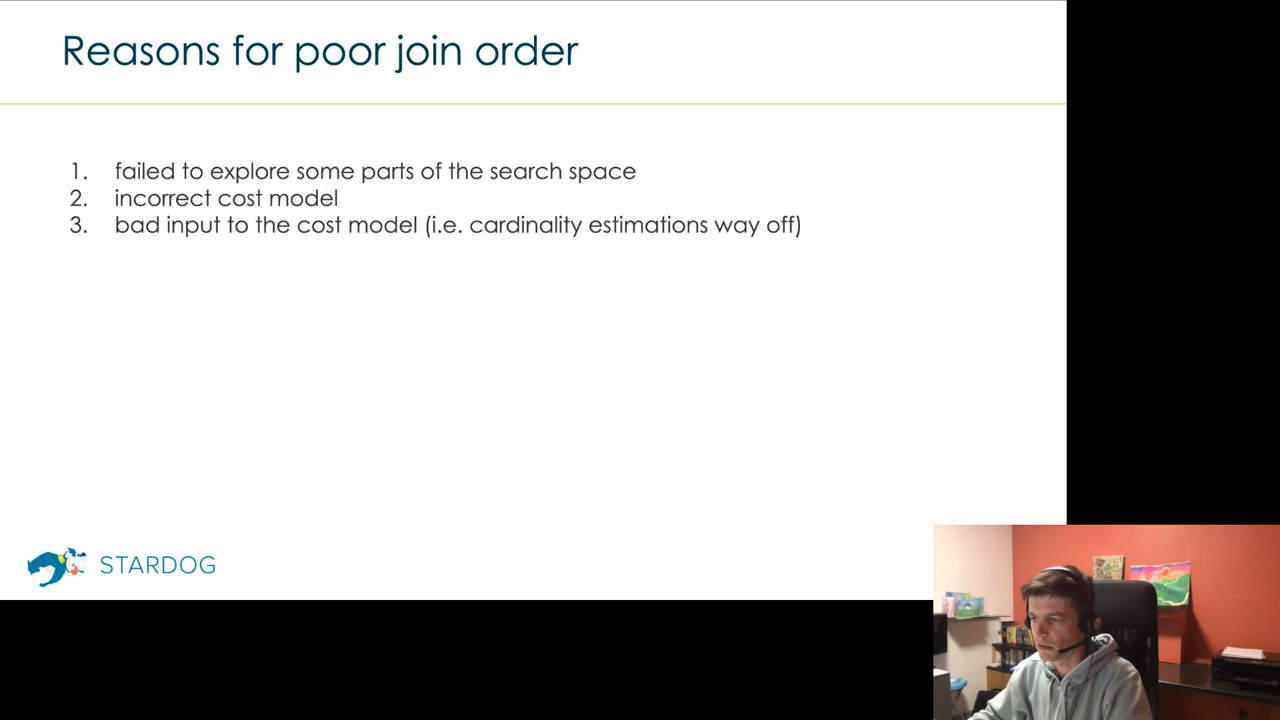 Reasons for poor join order
1. failed to explore some parts of the search space
2. incorrect cost model
3. bad input to the cost model (i.e. cardinality estimations way off)
STARDOG